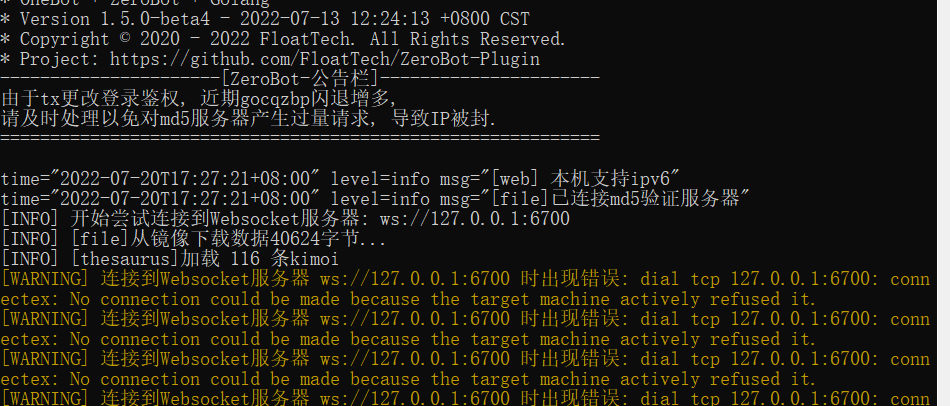 * OneBot + ZeroBot + Golang
* Version 1.5.0-beta4 - 2022-07-13 12:24:13 +0800 CST
* Copyright © 2020 - 2022 FloatTech. All Rights Reserved.
* Project: https://github.com/FloatTech/ZeroBot-Plugin
----------------------[ZeroBot-公告栏]----------------------
由于tx更改登录鉴权, 近期gocqzbp闪退增多,
请及时处理以免对md5服务器产生过量请求, 导致IP被封.
============================================================
time="2022-07-20T17:27:21+08:00" level=info msg="[web] 本机支持ipv6"
time="2022-07-20T17:27:21+08:00" level=info msg="[file]已连接md5验证服务器"
[INFO] 开始尝试连接到Websocket服务器: ws://127.0.0.1:6700
[INFO] [file]从镜像下载数据40624字节...
[INFO] [thesaurus]加载 116 条kimoi
[WARNING] 连接到Websocket服务器 ws://127.0.0.1:6700 时出现错误: dial tcp 127.0.0.1:6700: conn
ectex: No connection could be made because the target machine actively refused it.
[WARNING] 连接到Websocket服务器 ws://127.0.0.1:6700 时出现错误: dial tcp 127.0.0.1:6700: conn
ectex: No connection could be made because the target machine actively refused it.
[WARNING] 连接到Websocket服务器 ws://127.0.0.1:6700 时出现错误: dial tcp 127.0.0.1:6700: conn
ectex: No connection could be made because the target machine actively refused it.
[WARNING] 连接到Websocket服务器 ws://127.0.0.1:6700 时出现错误: dial tcp 127.0.0.1:6700: conn